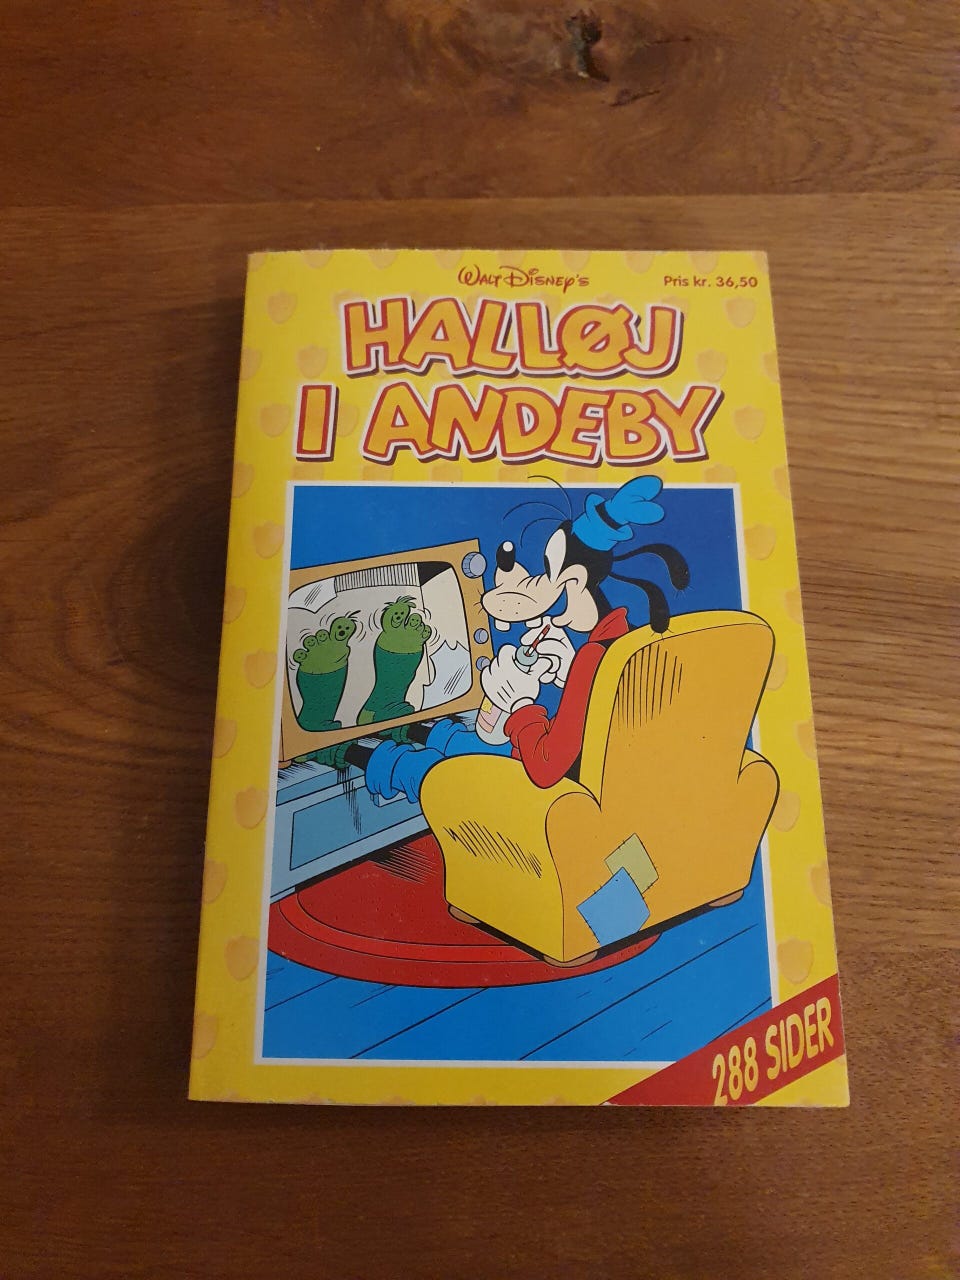 WALT DISNEY'S
Pris kr. 36,50
HALLØJ
I ANDEBY
288 SIDER